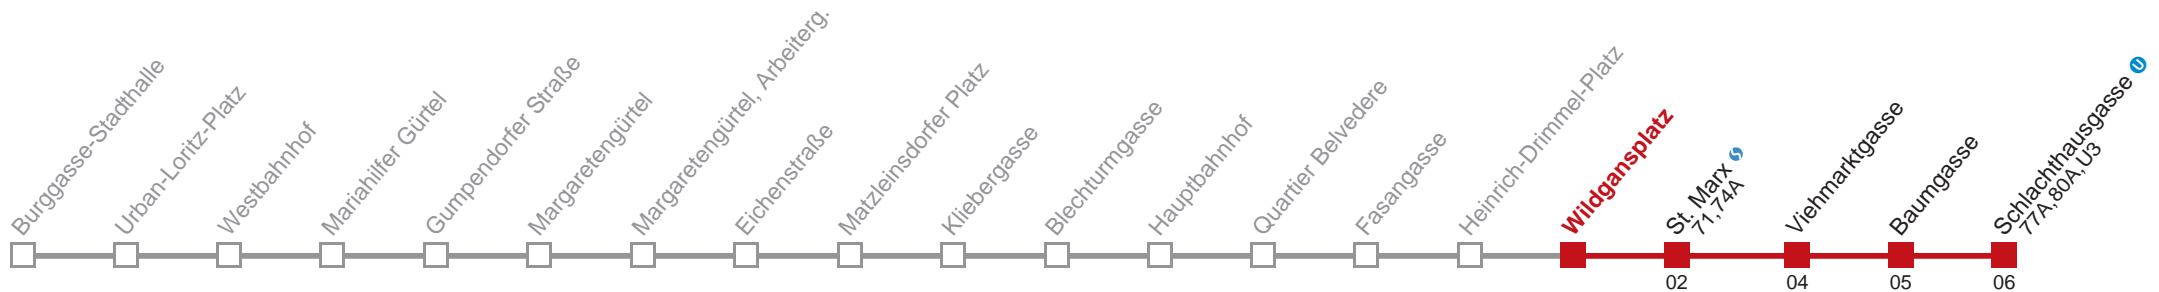 Burggasse-Stadthalle
Urban-Loritz-Platz
Westbahnhof
Mariahilfer Gürtel
Gumpendorfer Straße
Margaretengürtel
Margaretengürtel, Arbeiterg.
Eichenstraße
Matzleinsdorfer Platz
Kliebergasse
Blechturmgasse
Hauptbahnhof
Quartier Belvedere
Fasangasse
Heinrich-Drimmel-Platz
Wildgansplatz
St. Marx S
71,74A
02
Viehmarktgasse
04
Baumgasse
05
Schlachthausgasse U
77A,80A,U3
06